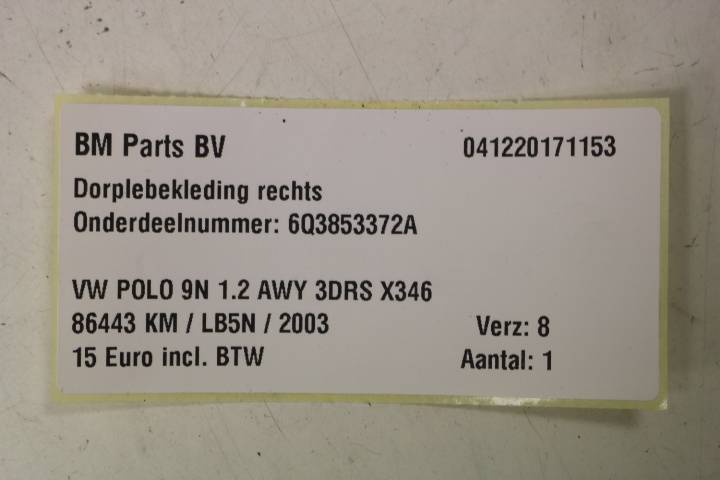 BM Parts BV 041220171153
Dorplebekleding rechts
Onderdeelnummer: 6Q3853372A
VW POLO 9N 1.2 AWY 3DRS X346
86443 KM / LB5N / 2003 Verz: 8
15 Euro incl. BTW Aantal: 1